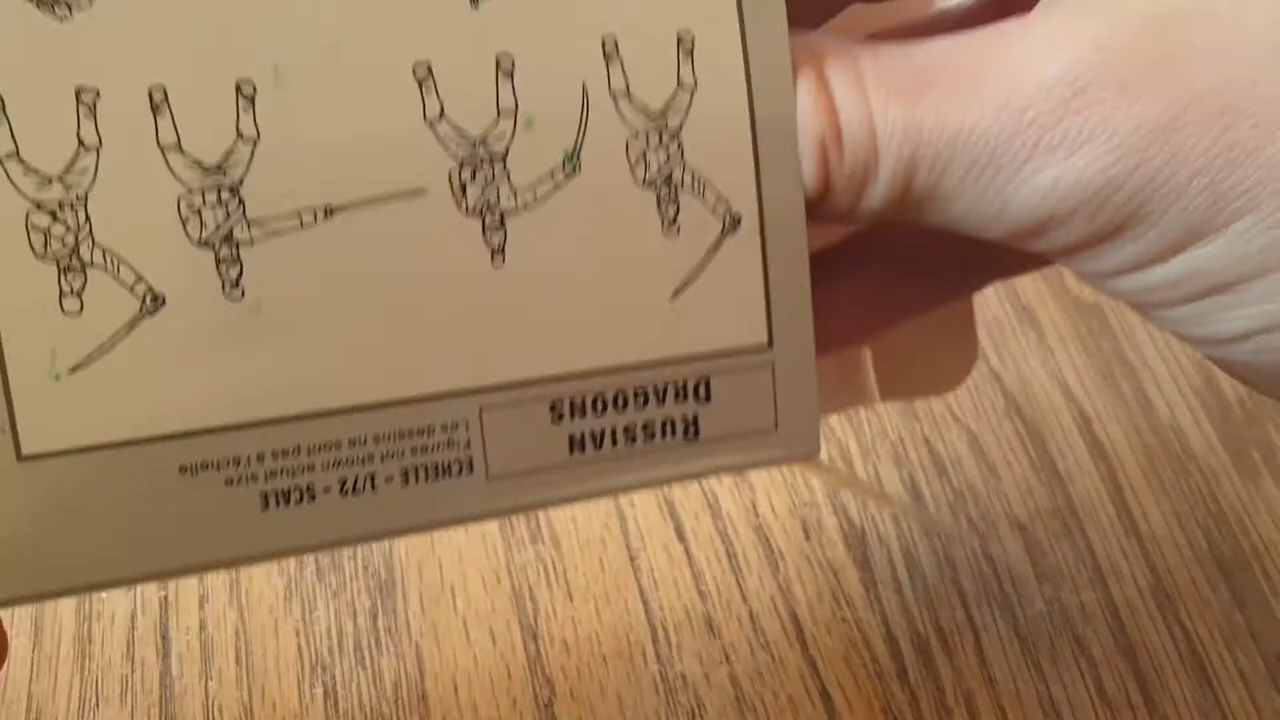 RUSSIAN
DRAGOONS
ECHELLE - 1/72 - SCALE
Figures not shown actual size
Les dessins ne sont pas à l'échelle